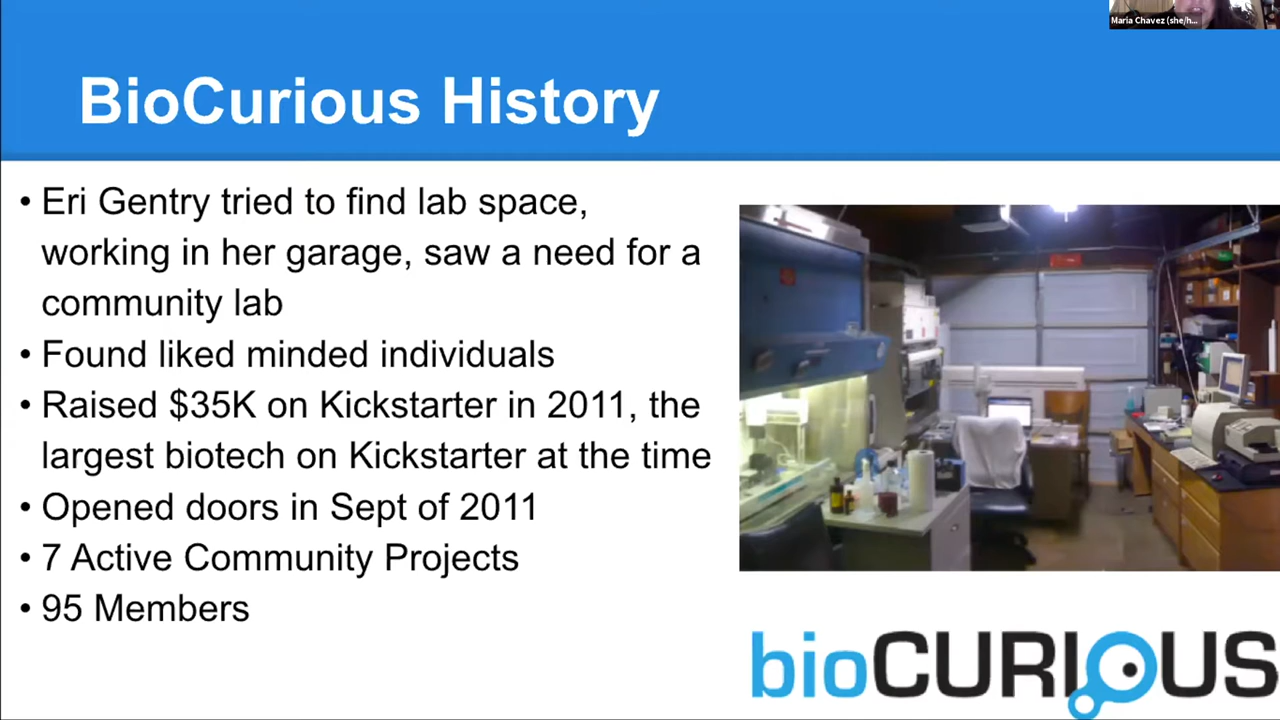 Maria Chavez (she/h...
BioCurious History
• Eri Gentry tried to find lab space,
working in her garage, saw a need for a
community lab
• Found liked minded individuals
• Raised $35K on Kickstarter in 2011, the
largest biotech on Kickstarter at the time
• Opened doors in Sept of 2011
• 7 Active Community Projects
• 95 Members
bioCURIOUS